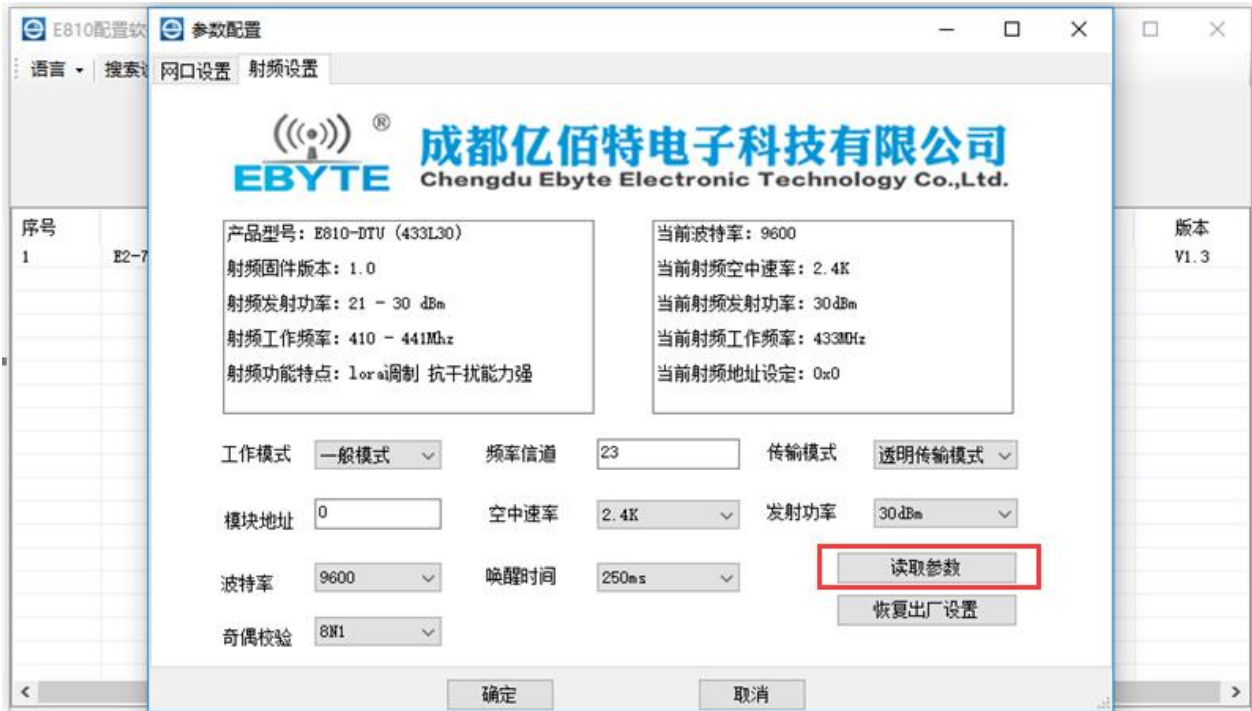 E810配置软
参数配置
语言 搜索
网口设置 射频设置
®
EBYTE
成都亿佰特电子科技有限公司
Chengdu Ebyte Electronic Technology Co.,Ltd.
序号
版本
1
E2-7
V1.3
产品型号: E810-DTU (433L30)
射频固件版本: 1.0
射频发射功率: 21 - 30 dBm
射频工作频率: 410 - 441Mhz
射频功能特点: lora调制 抗干扰能力强
当前波特率: 9600
当前射频空中速率: 2.4K
当前射频发射功率: 30dBm
当前射频工作频率: 433MHz
当前射频地址设定: 0x0
工作模式 一般模式 频率信道 23 传输模式 透明传输模式
模块地址 0 空中速率 2.4K 发射功率 30dBm
波特率 9600 唤醒时间 250ms 读取参数
恢复出厂设置
奇偶校验 8N1
确定 取消